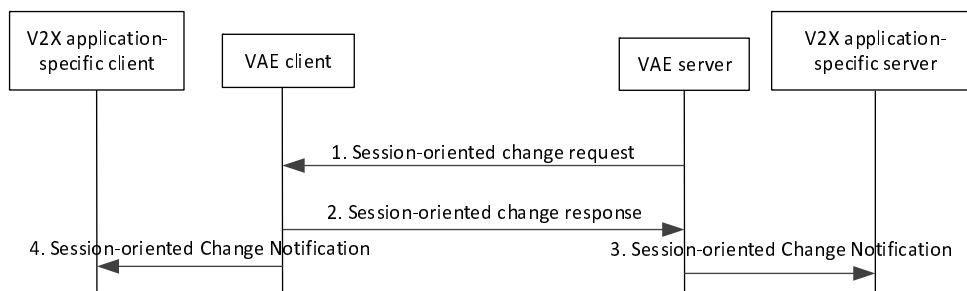 V2X application-
specific client
VAE client
VAE server
V2X application-
specific server
1. Session-oriented change request
2. Session-oriented change response
4. Session-oriented Change Notification
3. Session-oriented Change Notification